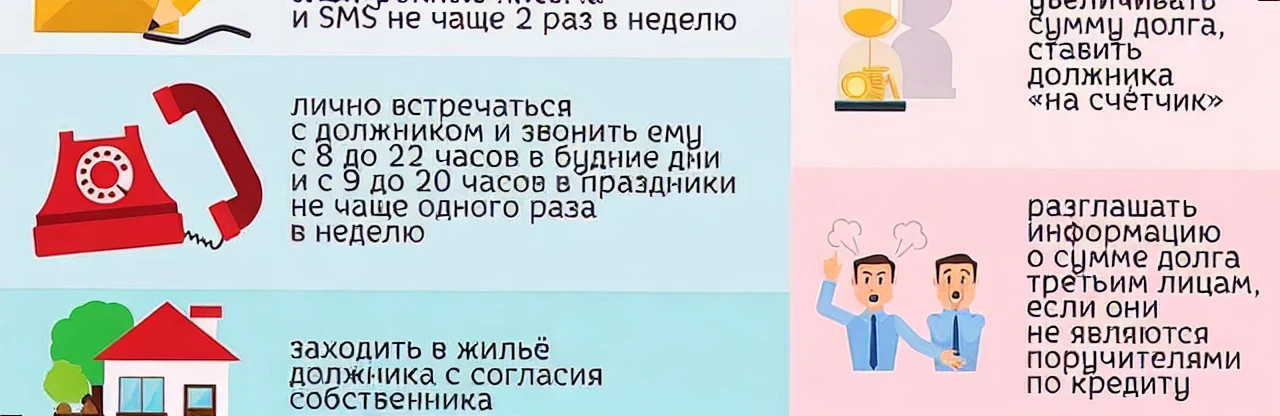 и SMS не чаще 2 раз в неделю
лично встречаться
с должником и звонить ему
с 8 до 22 часов в будние дни
и с 9 до 20 часов в праздники
не чаще одного раза
в неделю
заходить в жильё
должника с согласия
собственника
увеличивать
сумму долга,
ставить
должника
«на счётчик»
разглашать
информацию
о сумме долга
третьим лицам,
если они
не являются
поручителями
по кредиту